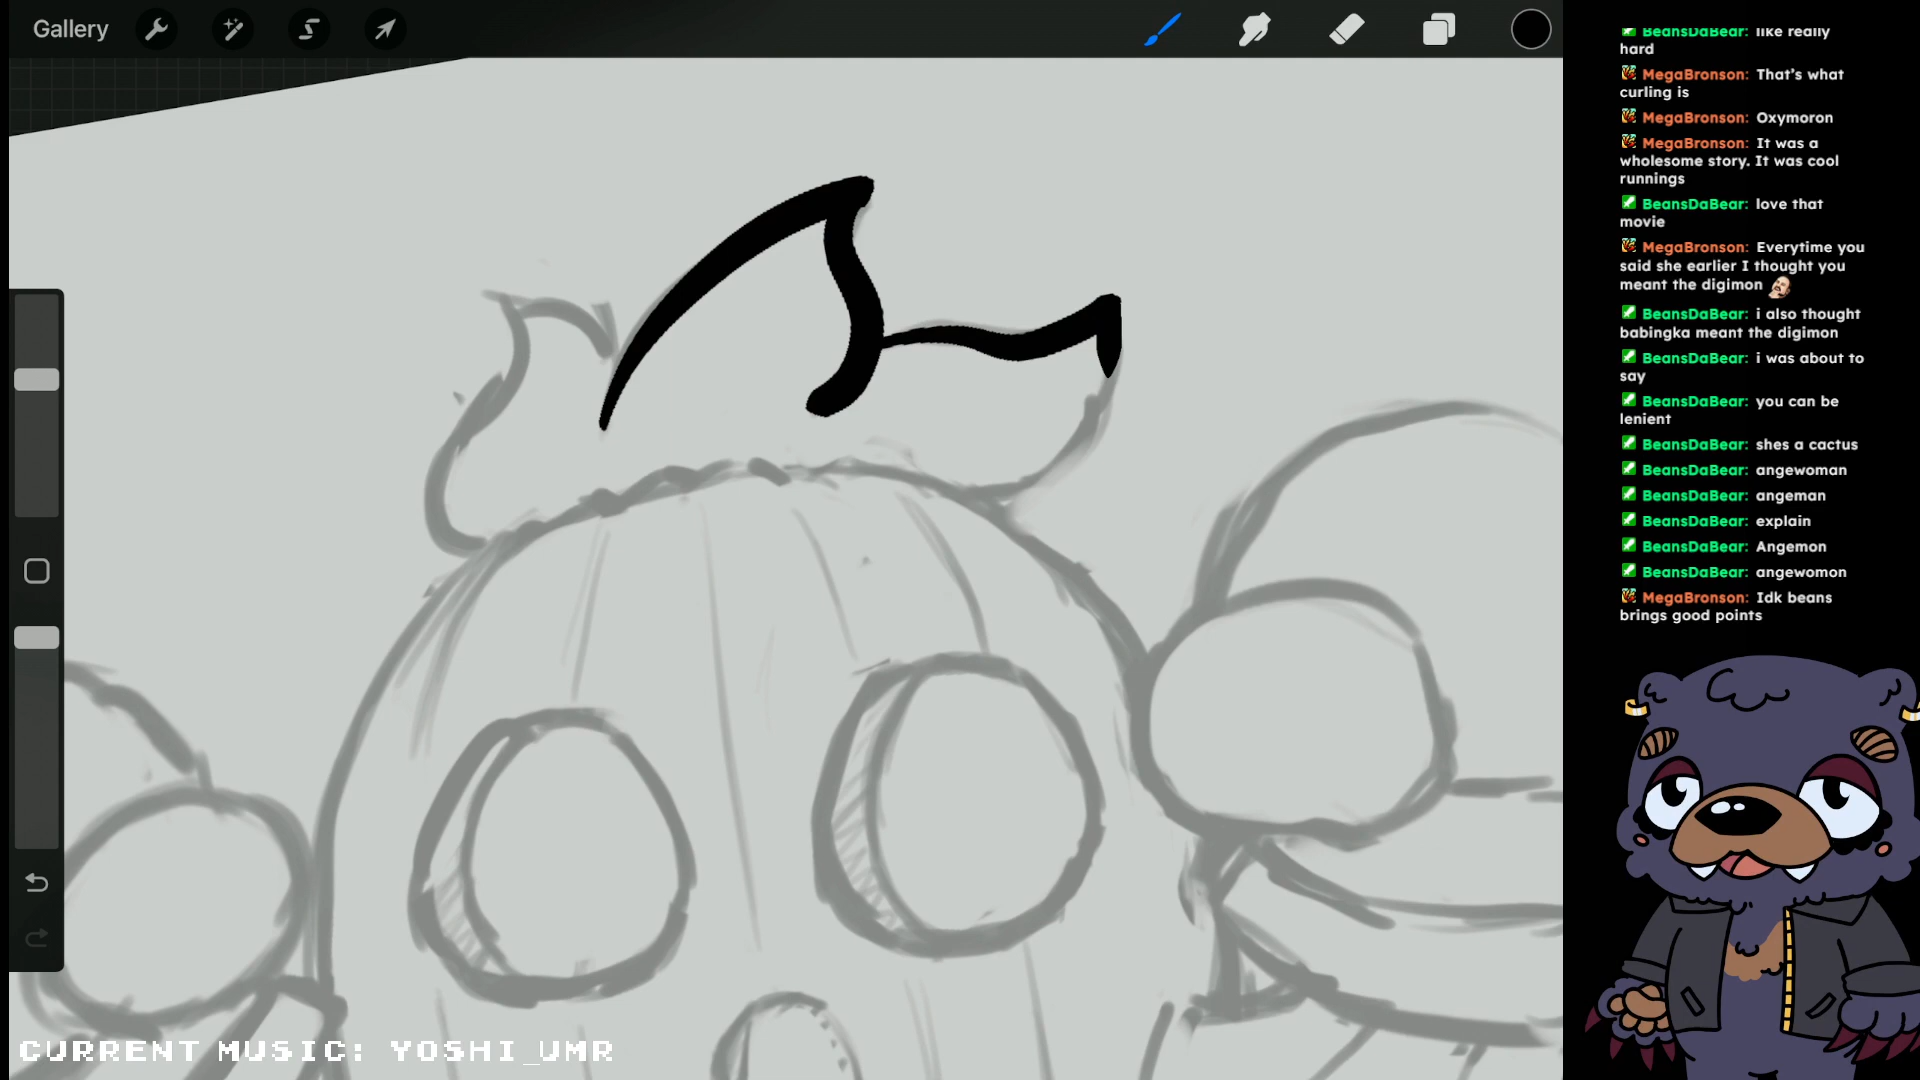 Gallery
BeansDaBear: like really
hard
MegaBronson: That's what
curling is
MegaBronson: Oxymoron
MegaBronson: It was a
wholesome story. It was cool
runnings
BeansDaBear: love that
movie
MegaBronson: Everytime you
said she earlier I thought you
meant the digimon
BeansDaBear: i also thought
babingka meant the digimon
BeansDaBear: i was about to
say
BeansDaBear: you can be
lenient
BeansDaBear: shes a cactus
BeansDaBear: angewoman
BeansDaBear: angeman
BeansDaBear: explain
BeansDaBear: Angemon
BeansDaBear: angewomon
MegaBronson: Idk beans
brings good points
CURRENT MUSIC: YOSHI_UMR